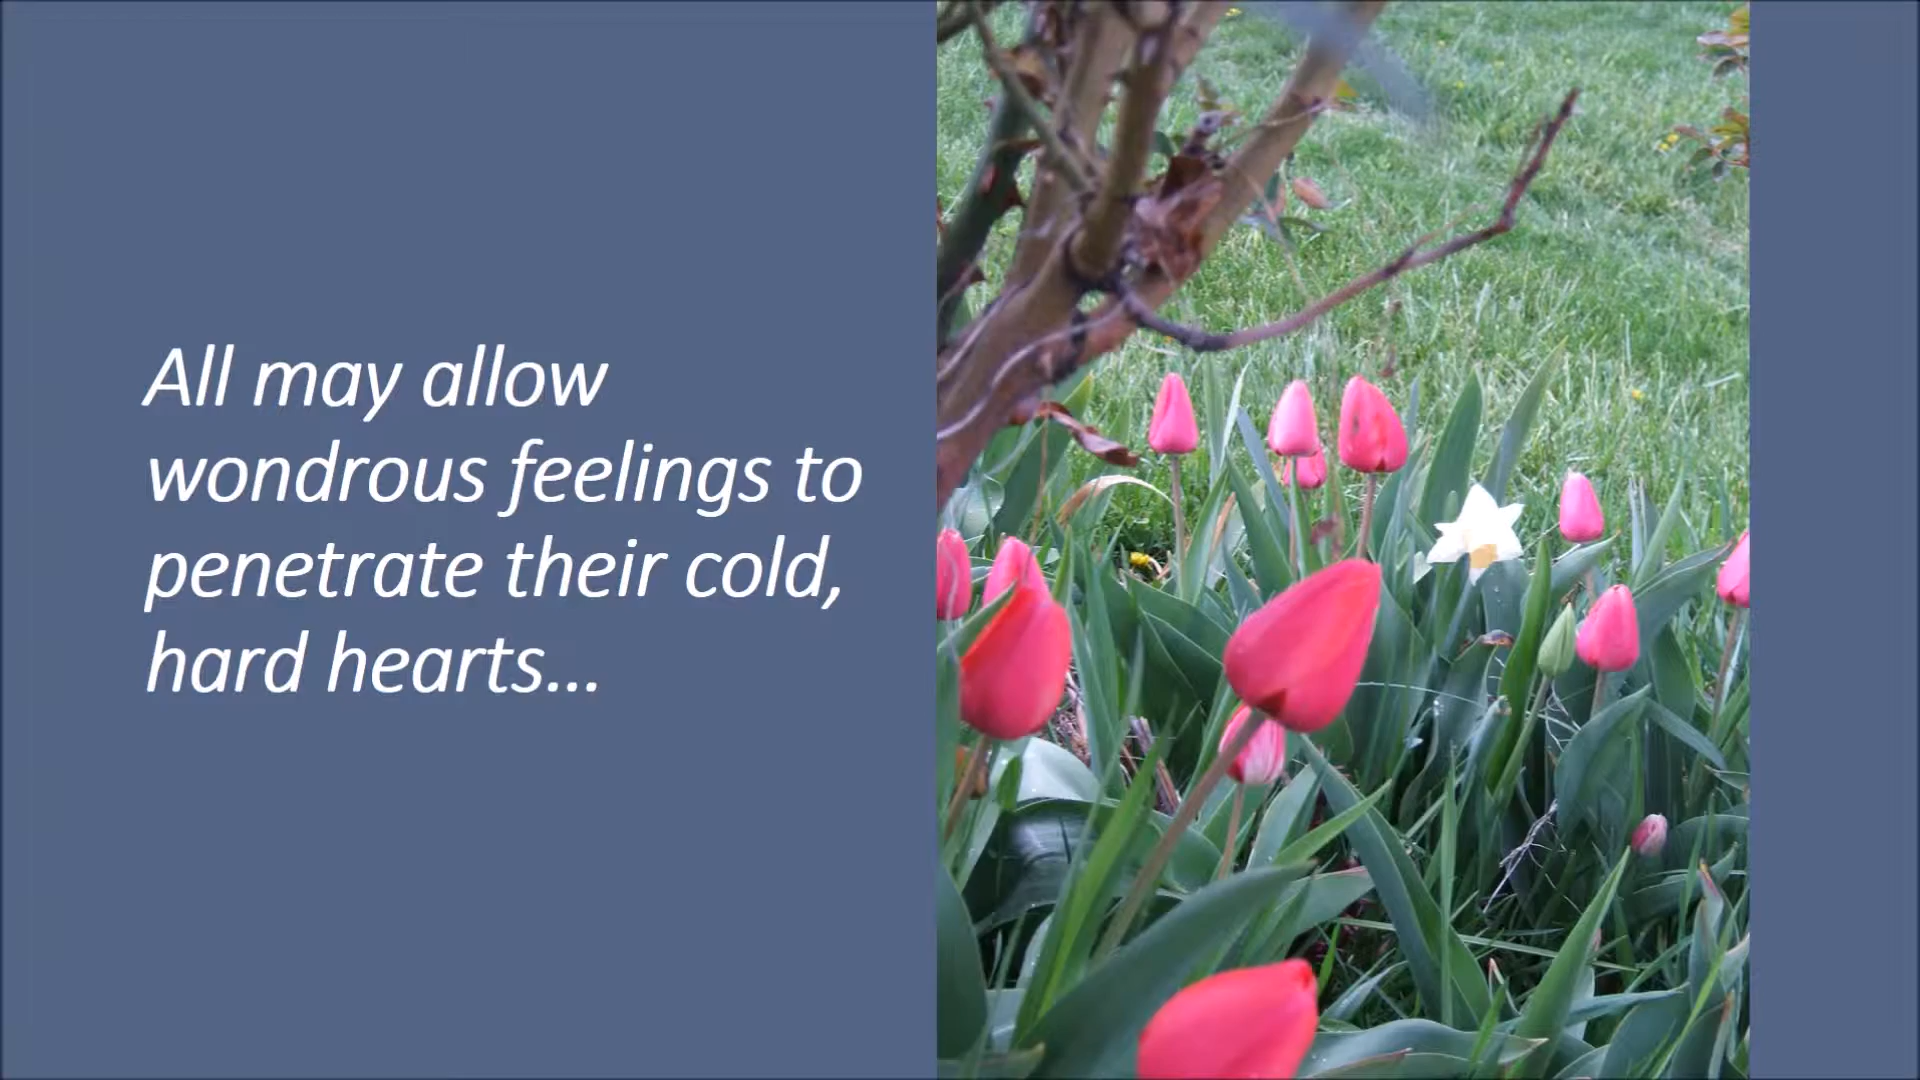 All may allow
wondrous feelings to
penetrate their cold,
hard hearts...